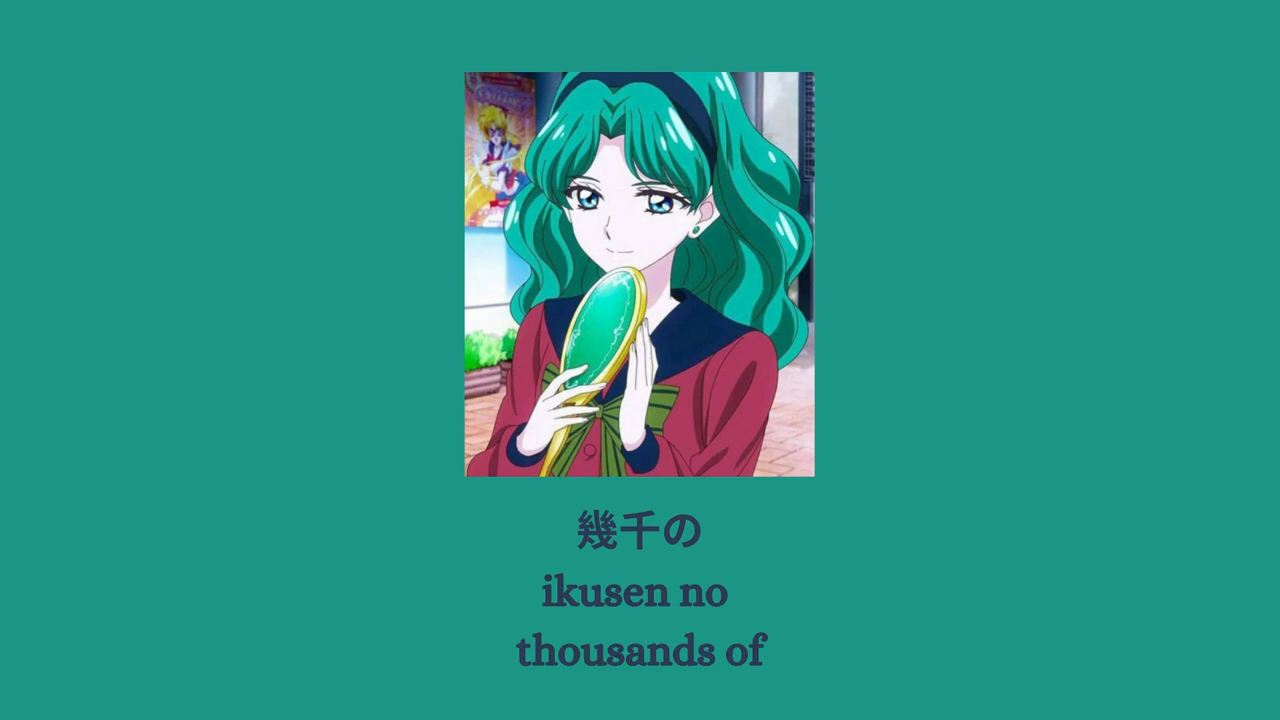 幾千の
ikusen no
thousands of